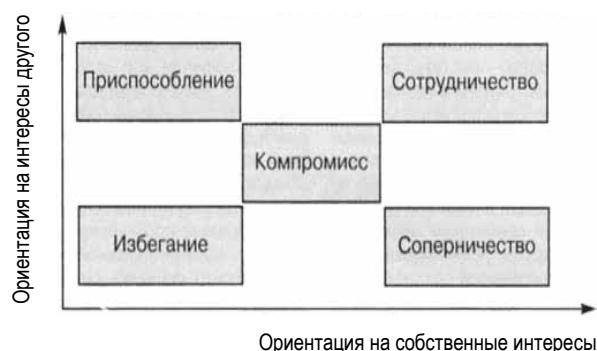 Ориентация на интересы другого
Приспособление
Сотрудничество
Компромисс
Избегание
Соперничество
Ориентация на собственные интересы